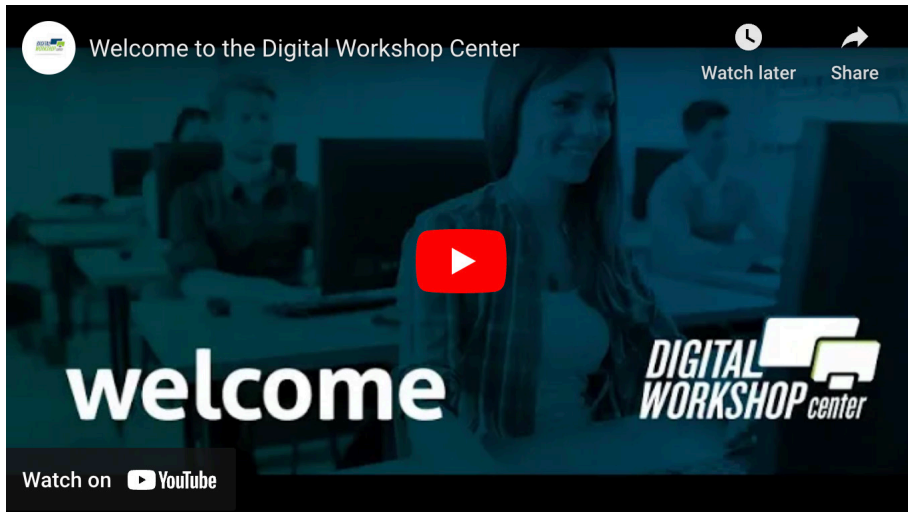 Welcome to the Digital Workshop Center
Watch later
Share
welcome
DIGITAL
WORKSHOP center
Watch on YouTube